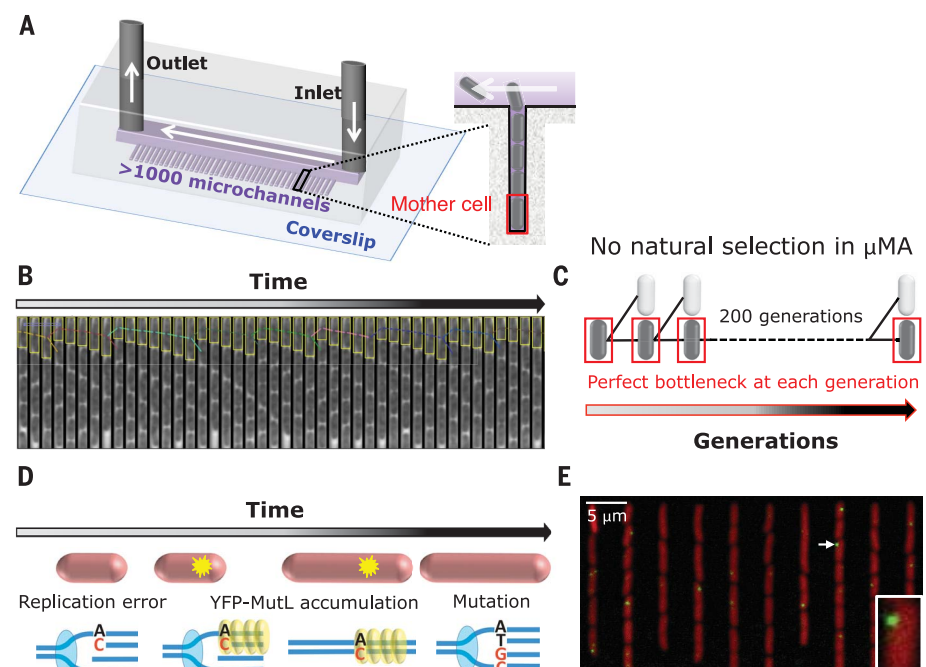 A
Outlet
Inlet
>1000 microchannels
Coverslip
Mother cell
B
Time
C
No natural selection in μMA
200 generations
Perfect bottleneck at each generation
Generations
D
Time
Replication error
YFP-MutL accumulation
Mutation
A
C
A
C
A
C
A
T
G
C
E
5 μm